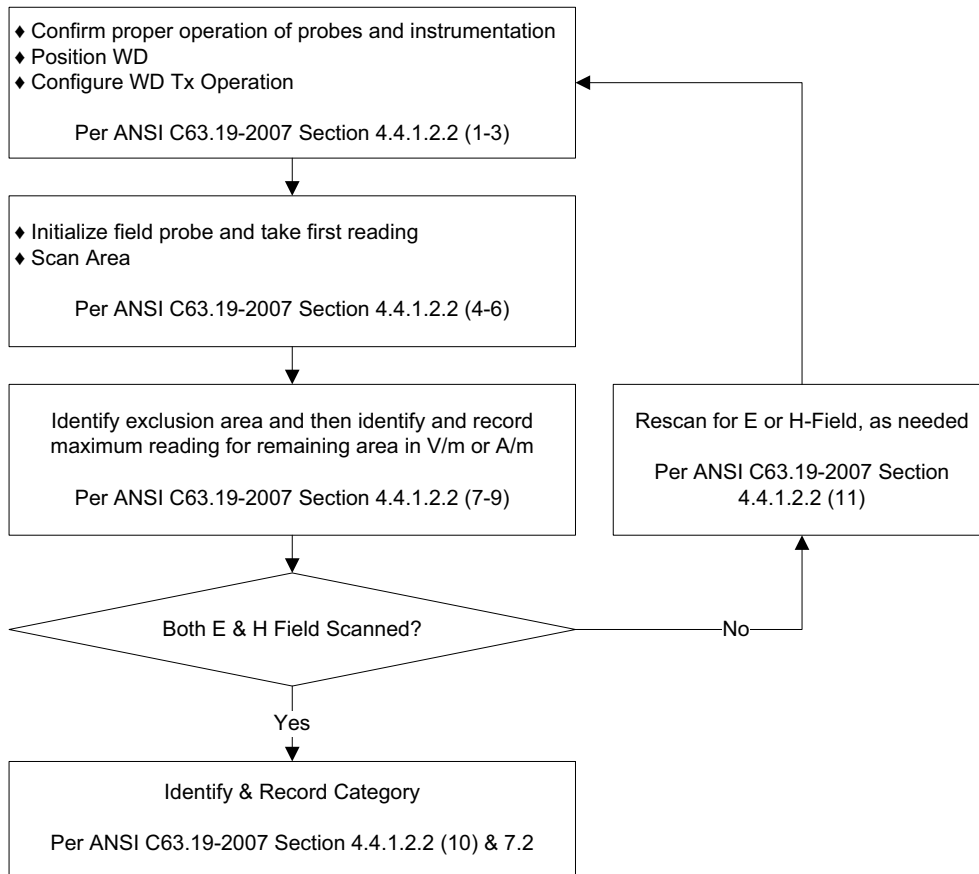 ♦ Confirm proper operation of probes and instrumentation
♦ Position WD
♦ Configure WD Tx Operation
Per ANSI C63.19-2007 Section 4.4.1.2.2 (1-3)
♦ Initialize field probe and take first reading
♦ Scan Area
Per ANSI C63.19-2007 Section 4.4.1.2.2 (4-6)
Identify exclusion area and then identify and record
maximum reading for remaining area in V/m or A/m
Per ANSI C63.19-2007 Section 4.4.1.2.2 (7-9)
Rescan for E or H-Field, as needed
Per ANSI C63.19-2007 Section
4.4.1.2.2 (11)
Both E & H Field Scanned?
No
Yes
Identify & Record Category
Per ANSI C63.19-2007 Section 4.4.1.2.2 (10) & 7.2